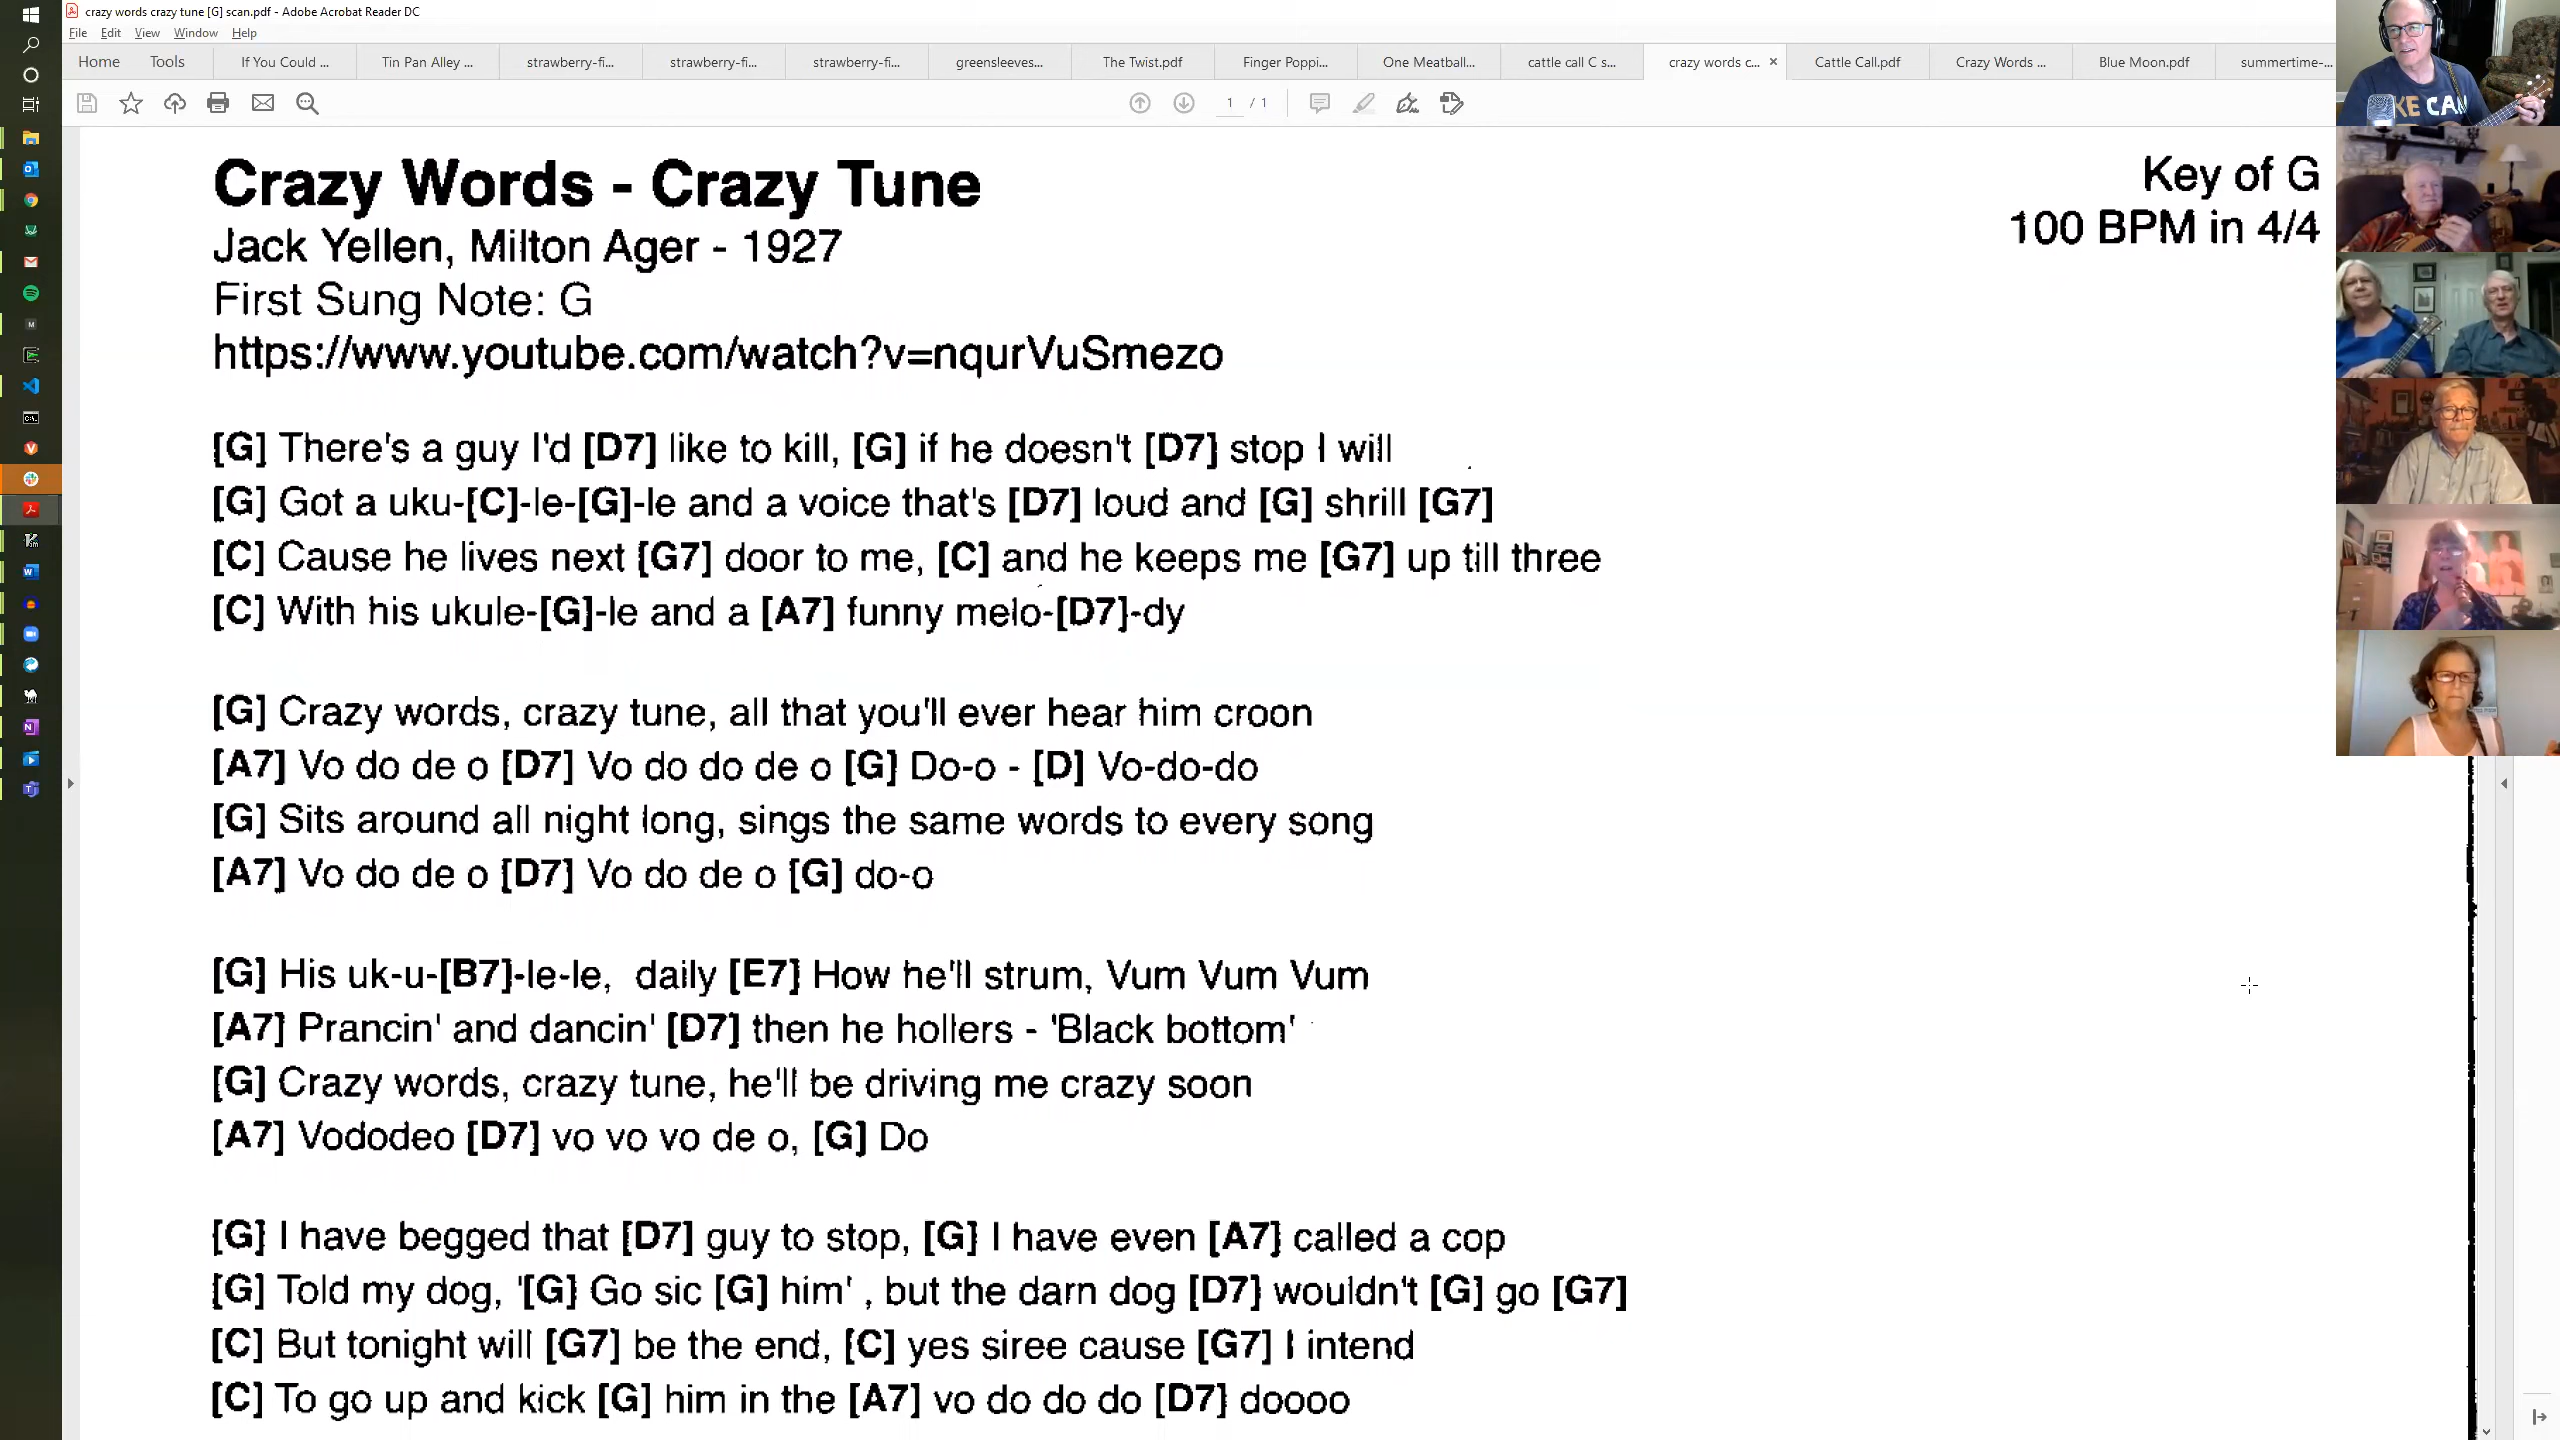 crazy words crazy tune [G] scan.pdf - Adobe Acrobat Reader DC
File Edit View Window Help
Home Tools If You Could ... Tin Pan Alley ... strawberry-fi... strawberry-fi... strawberry-fi... greensleeves... The Twist.pdf Finger Poppi... One Meatball... cattle call C s... crazy words c... × Cattle Call.pdf Crazy Words ... Blue Moon.pdf summertime-...
1 / 1
KE CAN
Crazy Words - Crazy Tune
Key of G
Jack Yellen, Milton Ager - 1927
100 BPM in 4/4
First Sung Note: G
https://www.youtube.com/watch?v=nqurVuSmezo
[G] There's a guy I'd [D7] like to kill, [G] if he doesn't [D7] stop I will
[G] Got a uku-[C]-le-[G]-le and a voice that's [D7] loud and [G] shrill [G7]
[C] Cause he lives next [G7] door to me, [C] and he keeps me [G7] up till three
[C] With his ukule-[G]-le and a [A7] funny melo-[D7]-dy
[G] Crazy words, crazy tune, all that you'll ever hear him croon
[A7] Vo do de o [D7] Vo do do de o [G] Do-o - [D] Vo-do-do
[G] Sits around all night long, sings the same words to every song
[A7] Vo do de o [D7] Vo do de o [G] do-o
[G] His uk-u-[B7]-le-le, daily [E7] How he'll strum, Vum Vum Vum
[A7] Prancin' and dancin' [D7] then he hollers - 'Black bottom'
[G] Crazy words, crazy tune, he'll be driving me crazy soon
[A7] Vododeo [D7] vo vo vo de o, [G] Do
[G] I have begged that [D7] guy to stop, [G] I have even [A7] called a cop
[G] Told my dog, '[G] Go sic [G] him' , but the darn dog [D7] wouldn't [G] go [G7]
[C] But tonight will [G7] be the end, [C] yes siree cause [G7] I intend
[C] To go up and kick [G] him in the [A7] vo do do do [D7] doooo